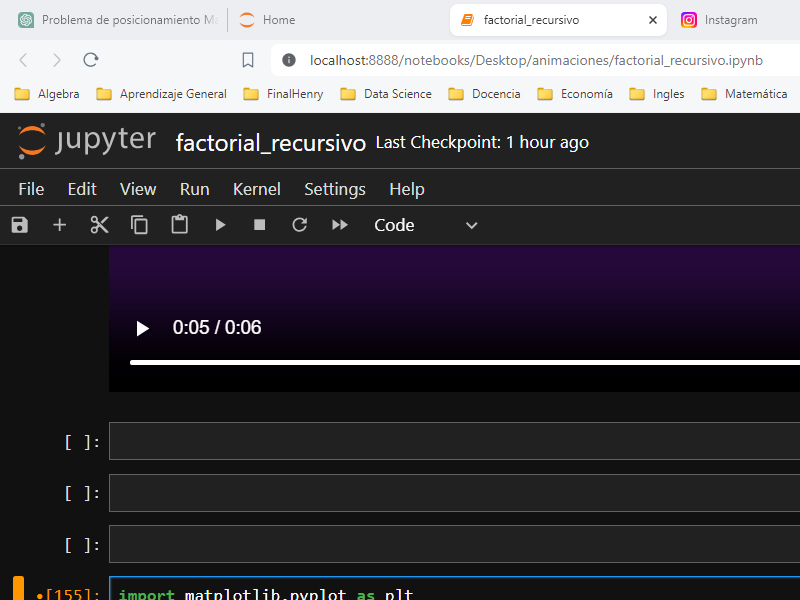 Problema de posicionamiento Ma
Home
factorial_recursivo
Instagram
localhost:8888/notebooks/Desktop/animaciones/factorial_recursivo.ipynb
Algebra
Aprendizaje General
FinalHenry
Data Science
Docencia
Economía
Ingles
Matemática
jupyter factorial_recursivo Last Checkpoint: 1 hour ago
File Edit View Run Kernel Settings Help
Code
0:05 / 0:06
[ ]:
[ ]:
[ ]:
•[155]: import matplotlib.pyplot as plt